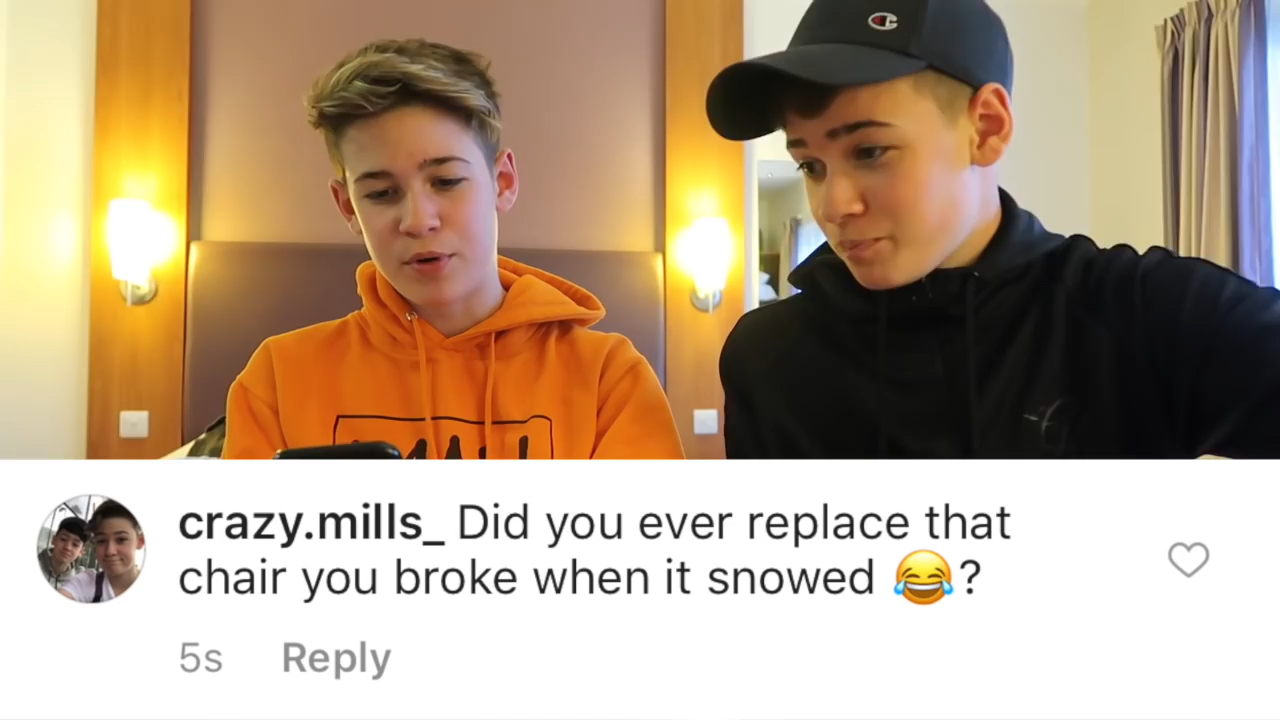 crazy.mills_ Did you ever replace that
chair you broke when it snowed 😂?
5s Reply